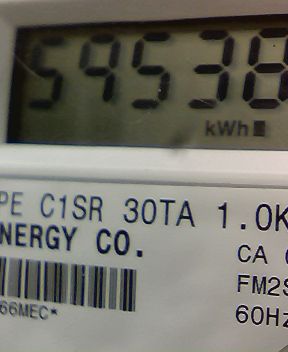 59538
kWh
PE C1SR 30TA 1.0K
NERGY CO.
CA
FM2S
66MEC*
60Hz